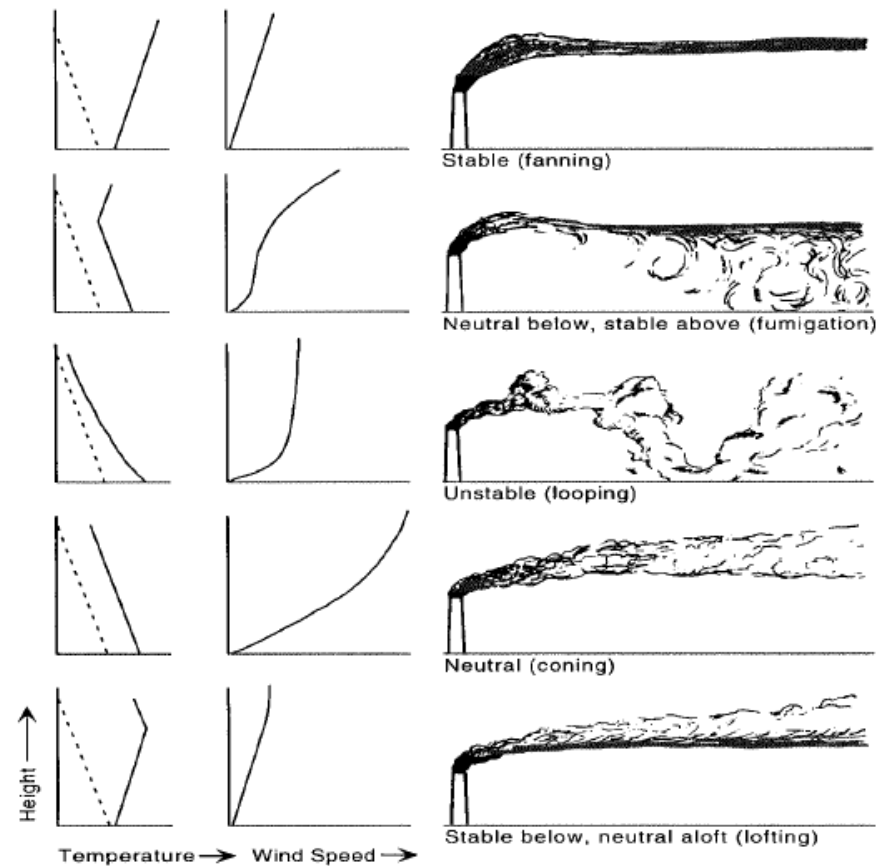 Stable (fanning)
Neutral below, stable above (fumigation)
Unstable (looping)
Neutral (coning)
Stable below, neutral aloft (lofting)
Height
Temperature Wind Speed